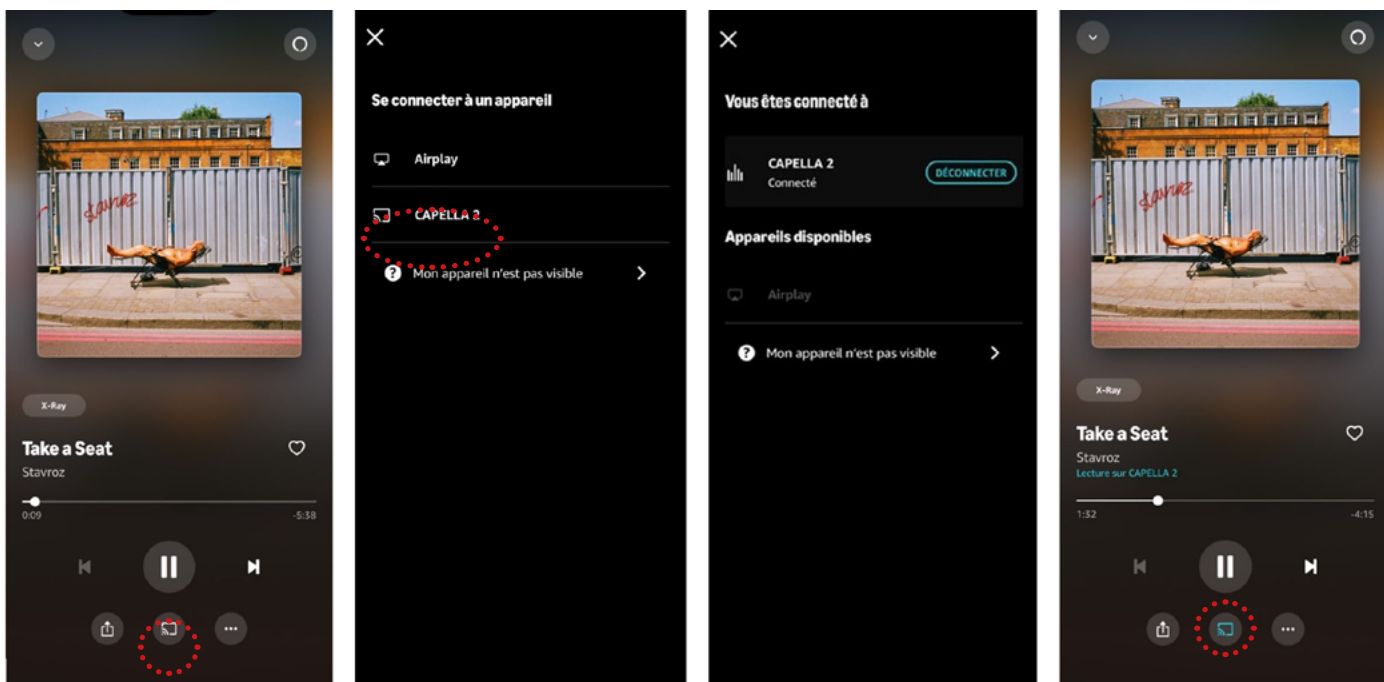 stavroz
X-Ray
Take a Seat
Stavroz
0:09
-5:38
Se connecter à un appareil
Airplay
CAPELLA 2
? Mon appareil n'est pas visible
Vous êtes connecté à
CAPELLA 2
Connecté
DÉCONNECTER
Appareils disponibles
Airplay
? Mon appareil n'est pas visible
stavroz
X-Ray
Take a Seat
Stavroz
Lecture sur CAPELLA 2
1:32
-4:15